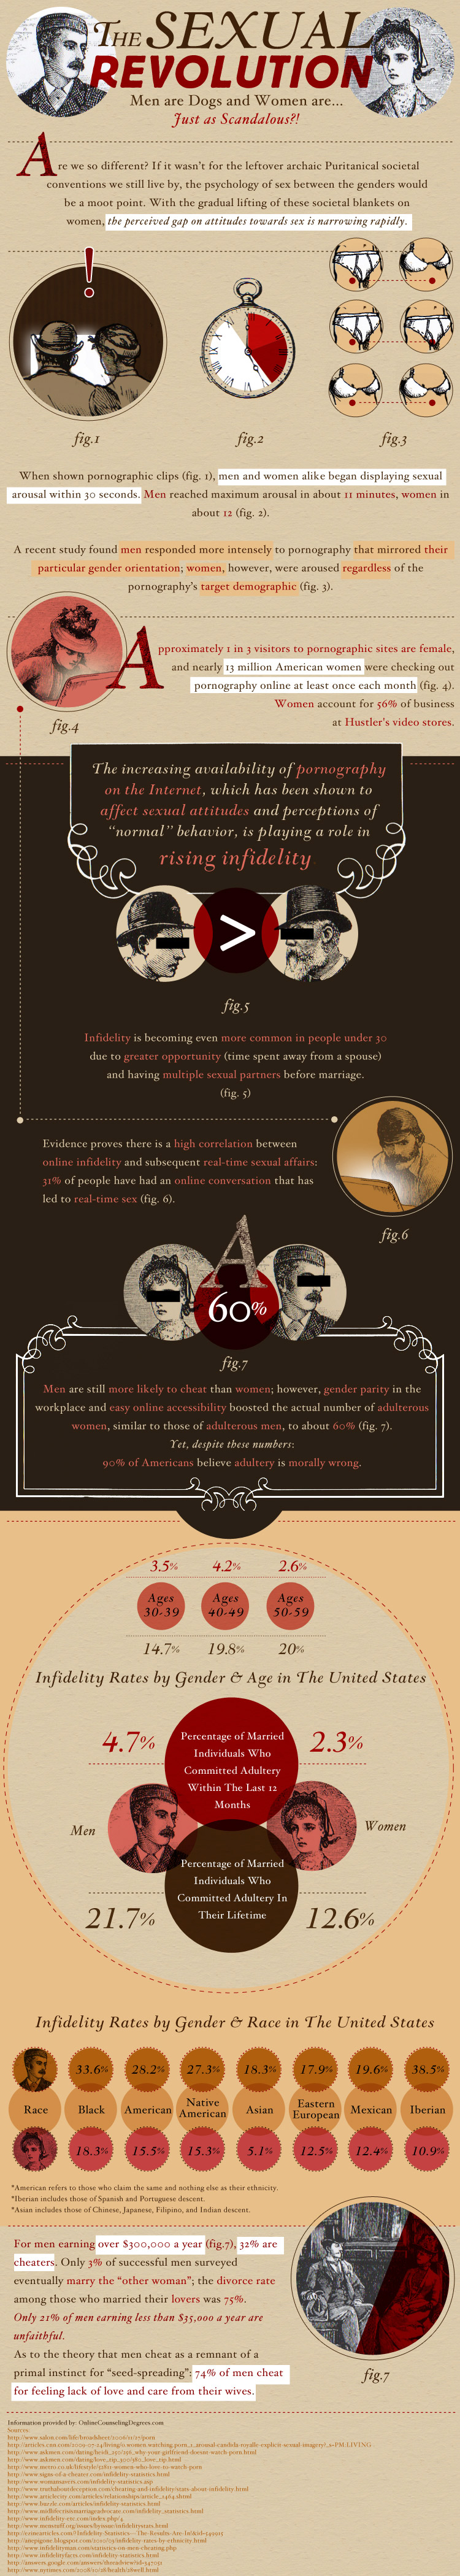 THE SEXUAL
REVOLUTION
Men are Dogs and Women are...
Just as Scandalous?!
Are we so different? If it wasn't for the leftover archaic Puritanical societal
conventions we still live by, the psychology of sex between the genders would
be a moot point. With the gradual lifting of these societal blankets on
women, the perceived gap on attitudes towards sex is narrowing rapidly.
!
fig.1
fig.2
fig.3
When shown pornographic clips (fig. 1), men and women alike began displaying sexual
arousal within 30 seconds. Men reached maximum arousal in about 11 minutes, women in
about 12 (fig. 2).
A recent study found men responded more intensely to pornography that mirrored their
particular gender orientation; women, however, were aroused regardless of the
pornography's target demographic (fig. 3).
Approximately 1 in 3 visitors to pornographic sites are female,
and nearly 13 million American women were checking out
pornography online at least once each month (fig. 4).
Women account for 56% of business
at Hustler's video stores.
fig.4
The increasing availability of pornography
on the Internet, which has been shown to
affect sexual attitudes and perceptions of
"normal" behavior, is playing a role in
rising infidelity.
>
fig.5
Infidelity is becoming even more common in people under 30
due to greater opportunity (time spent away from a spouse)
and having multiple sexual partners before marriage.
(fig. 5)
Evidence proves there is a high correlation between
online infidelity and subsequent real-time sexual affairs:
31% of people have had an online conversation that has
led to real-time sex (fig. 6).
fig.6
A
60%
fig.7
Men are still more likely to cheat than women; however, gender parity in the
workplace and easy online accessibility boosted the actual number of adulterous
women, similar to those of adulterous men, to about 60% (fig. 7).
Yet, despite these numbers:
90% of Americans believe adultery is morally wrong.
3.5% 4.2% 2.6%
Ages 30-39 Ages 40-49 Ages 50-59
14.7% 19.8% 20%
Infidelity Rates by Gender & Age in The United States
4.7%
Percentage of Married
Individuals Who
Committed Adultery
Within The Last 12
Months
2.3%
Men
Women
Percentage of Married
Individuals Who
Committed Adultery In
Their Lifetime
21.7%
12.6%
Infidelity Rates by Gender & Race in The United States
33.6% 28.2% 27.3% 18.3% 17.9% 19.6% 38.5%
Race Black American Native American Asian Eastern European Mexican Iberian
18.3% 15.5% 15.3% 5.1% 12.5% 12.4% 10.9%
*American refers to those who claim the same and nothing else as their ethnicity.
*Iberian includes those of Spanish and Portuguese descent.
*Asian includes those of Chinese, Japanese, Filipino, and Indian descent.
For men earning over $300,000 a year (fig.7), 32% are
cheaters. Only 3% of successful men surveyed
eventually marry the "other woman"; the divorce rate
among those who married their lovers was 75%.
Only 21% of men earning less than $35,000 a year are
unfaithful.
As to the theory that men cheat as a remnant of a
primal instinct for "seed-spreading": 74% of men cheat
for feeling lack of love and care from their wives.
fig.7
Information provided by: OnlineCounselingDegrees.com
Sources: